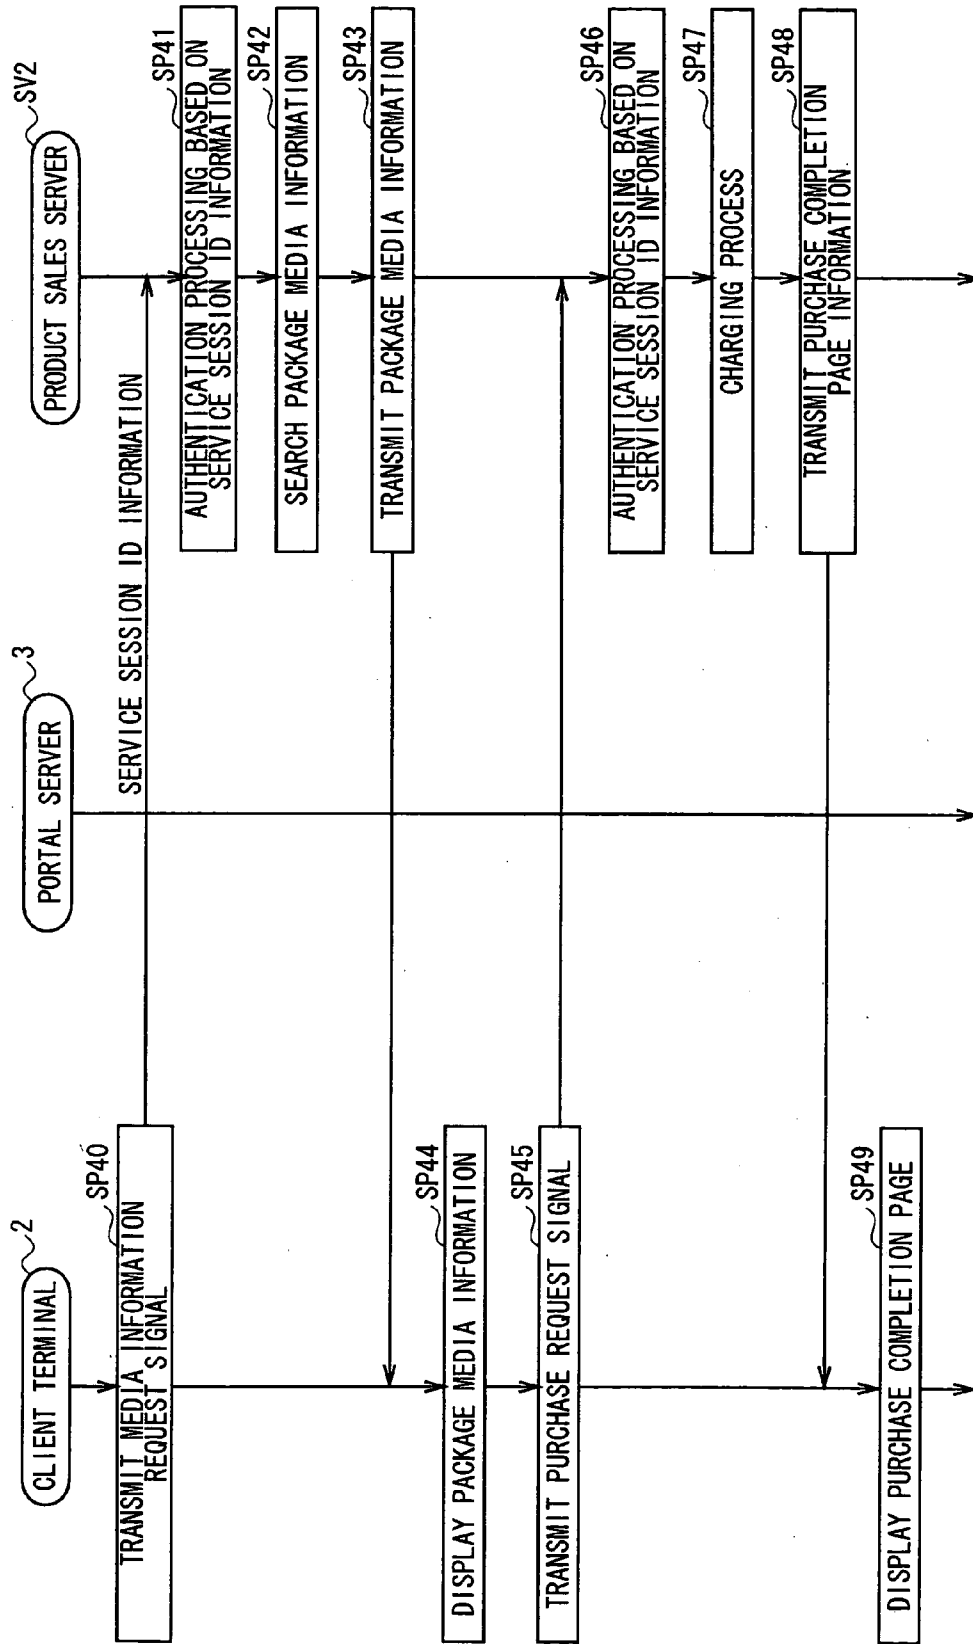 CLIENT TERMINAL
2
PORTAL SERVER
3
PRODUCT SALES SERVER
SV2
SP40
TRANSMIT MEDIA INFORMATION
REQUEST SIGNAL
SERVICE SESSION ID INFORMATION
SP41
AUTHENTICATION PROCESSING BASED ON
SERVICE SESSION ID INFORMATION
SP42
SEARCH PACKAGE MEDIA INFORMATION
SP43
TRANSMIT PACKAGE MEDIA INFORMATION
SP44
DISPLAY PACKAGE MEDIA INFORMATION
SP45
TRANSMIT PURCHASE REQUEST SIGNAL
SP46
AUTHENTICATION PROCESSING BASED ON
SERVICE SESSION ID INFORMATION
SP47
CHARGING PROCESS
SP48
TRANSMIT PURCHASE COMPLETION
PAGE INFORMATION
SP49
DISPLAY PURCHASE COMPLETION PAGE